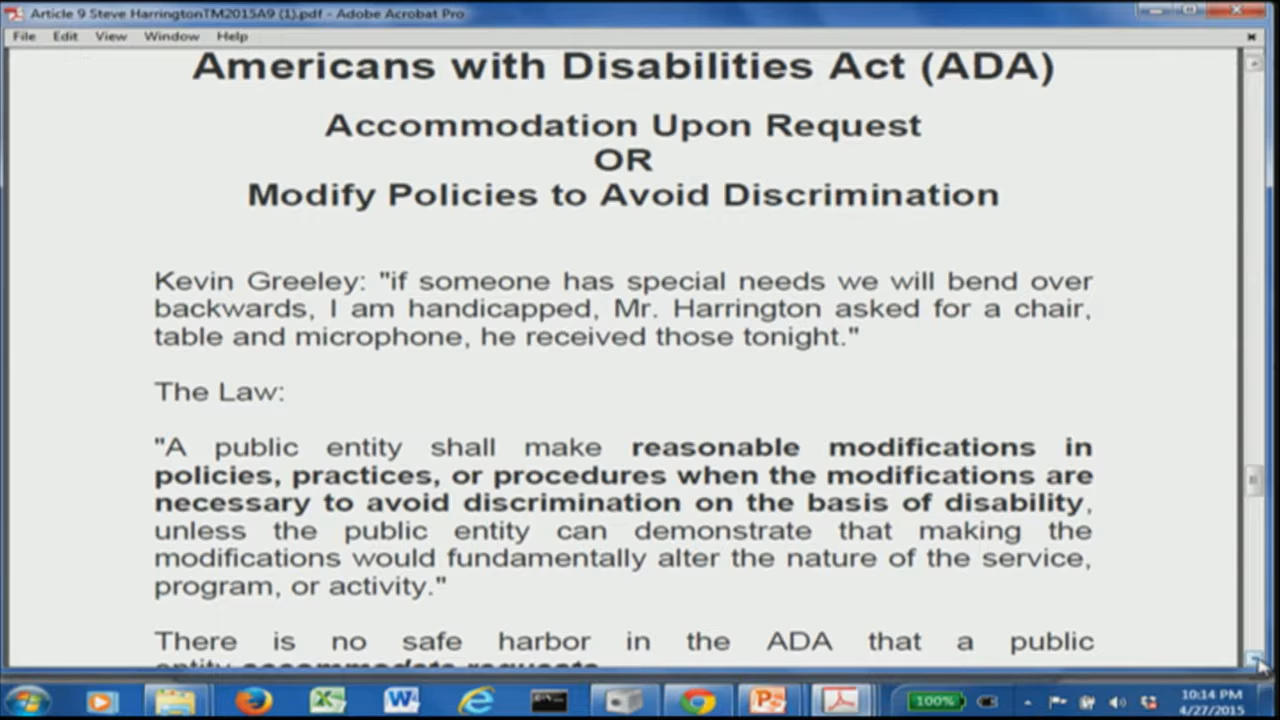 Article 9 Steve HarringtonTM2015A9 (1).pdf - Adobe Acrobat Pro
File Edit View Window Help
Americans with Disabilities Act (ADA)
Accommodation Upon Request
OR
Modify Policies to Avoid Discrimination
Kevin Greeley: "if someone has special needs we will bend over
backwards, I am handicapped, Mr. Harrington asked for a chair,
table and microphone, he received those tonight."
The Law:
"A public entity shall make reasonable modifications in
policies, practices, or procedures when the modifications are
necessary to avoid discrimination on the basis of disability,
unless the public entity can demonstrate that making the
modifications would fundamentally alter the nature of the service,
program, or activity."
There is no safe harbor in the ADA that a public
entity accommodate requests
100%
10:14 PM
4/27/2015